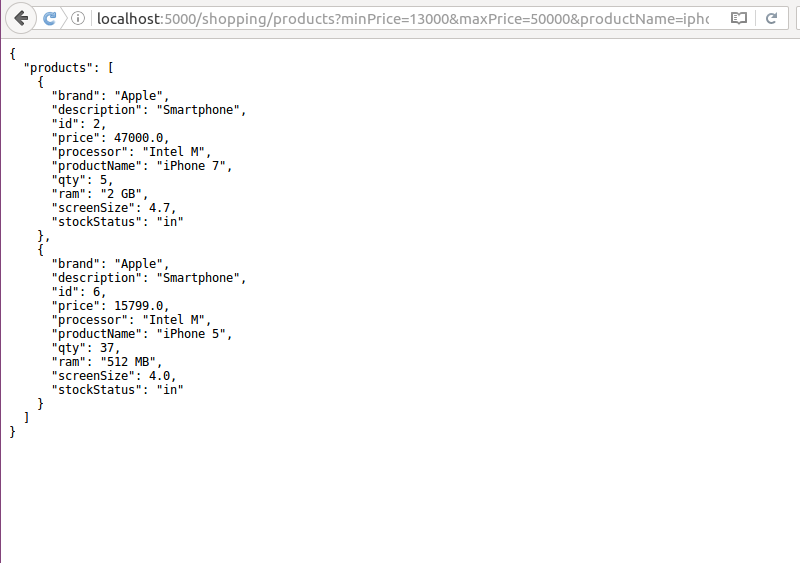 localhost:5000/shopping/products?minPrice=13000&maxPrice=50000&productName=ipho
{
  "products": [
    {
      "brand": "Apple",
      "description": "Smartphone",
      "id": 2,
      "price": 47000.0,
      "processor": "Intel M",
      "productName": "iPhone 7",
      "qty": 5,
      "ram": "2 GB",
      "screenSize": 4.7,
      "stockStatus": "in"
    },
    {
      "brand": "Apple",
      "description": "Smartphone",
      "id": 6,
      "price": 15799.0,
      "processor": "Intel M",
      "productName": "iPhone 5",
      "qty": 37,
      "ram": "512 MB",
      "screenSize": 4.0,
      "stockStatus": "in"
    }
  ]
}